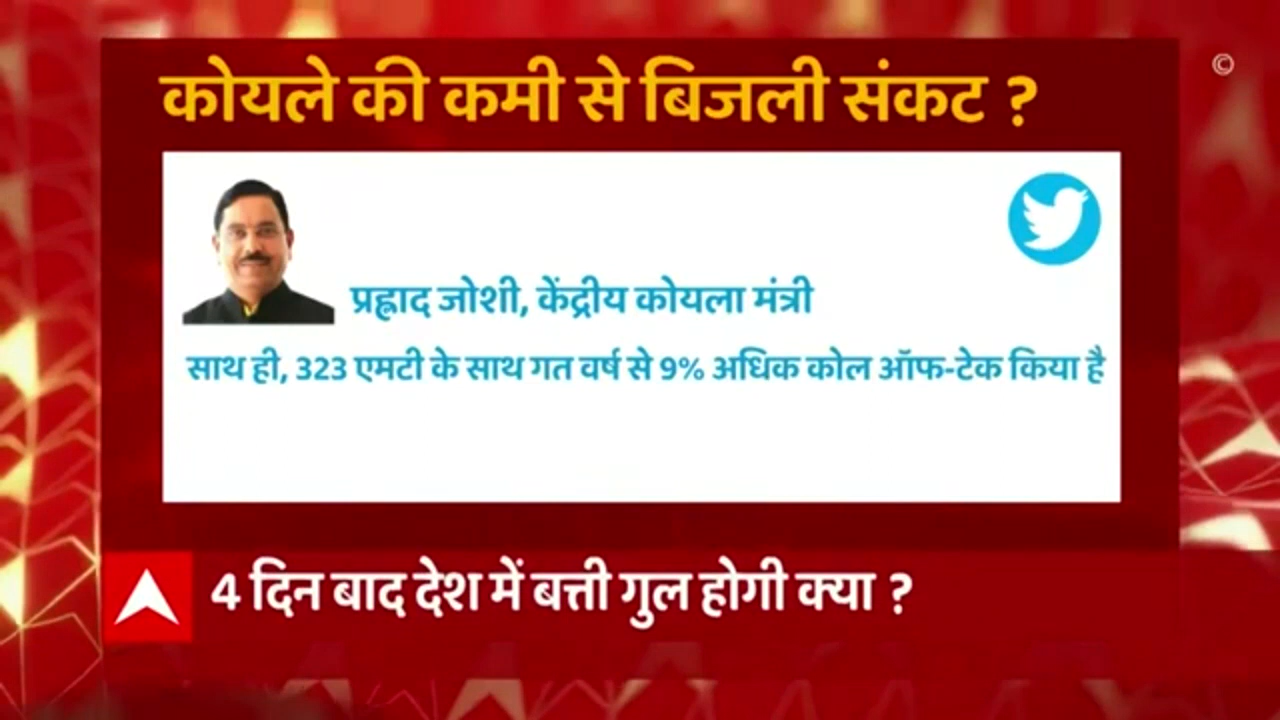 ©
कोयले की कमी से बिजली संकट ?
प्रह्लाद जोशी, केंद्रीय कोयला मंत्री
साथ ही, 323 एमटी के साथ गत वर्ष से 9% अधिक कोल ऑफ-टेक किया है
4 दिन बाद देश में बत्ती गुल होगी क्या ?